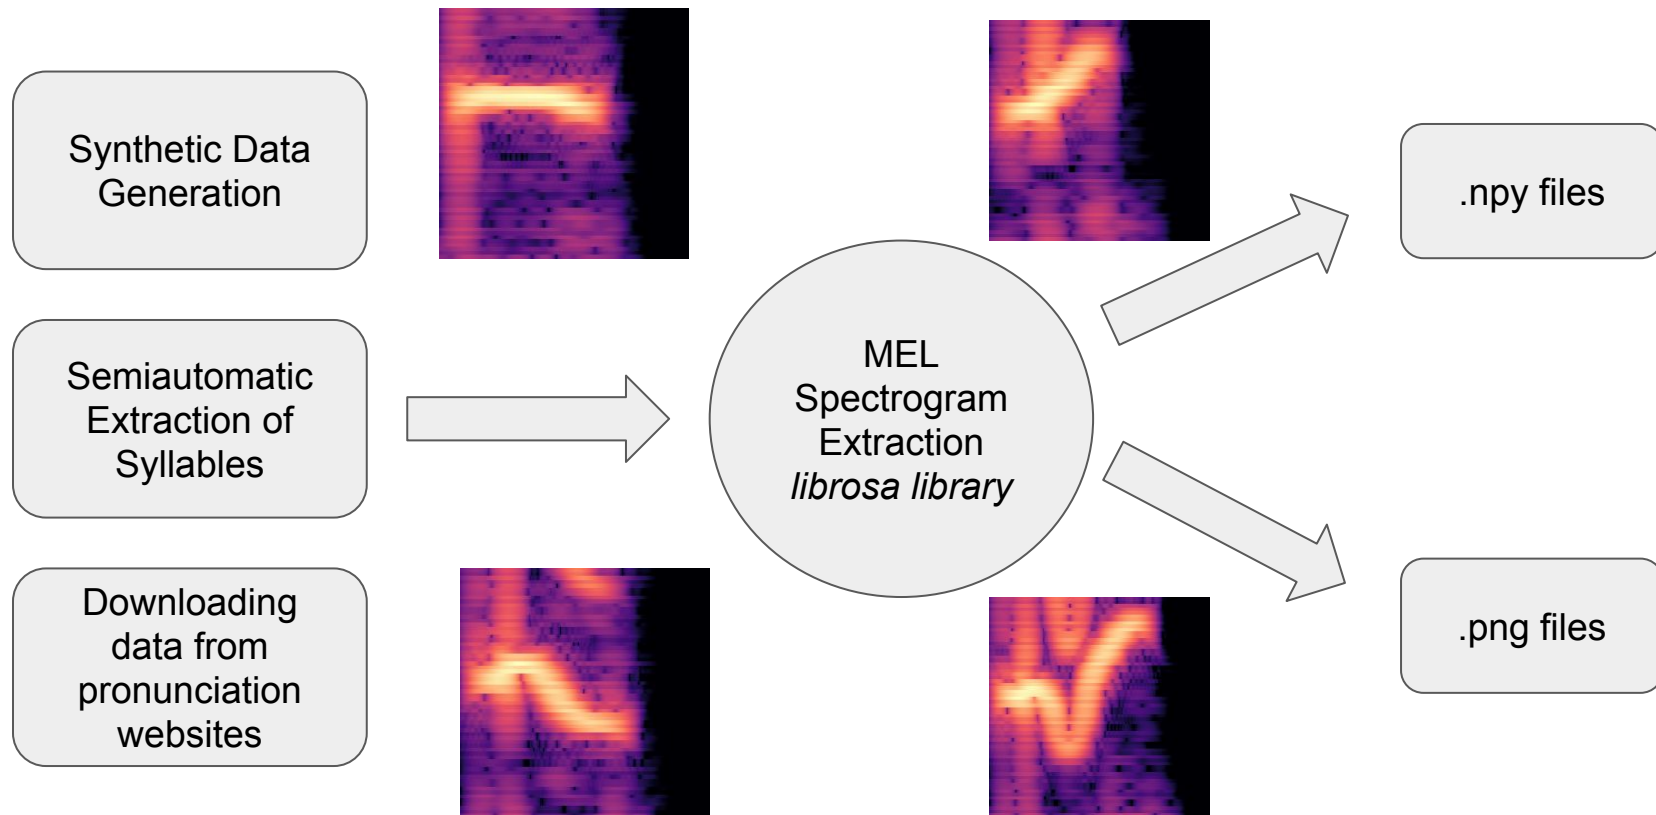 Synthetic Data
Generation
Semiautomatic
Extraction of
Syllables
Downloading
data from
pronunciation
websites
MEL
Spectrogram
Extraction
librosa library
.npy files
.png files